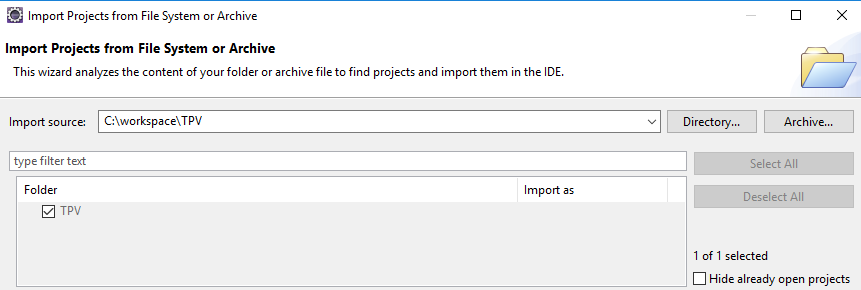 Import Projects from File System or Archive
Import Projects from File System or Archive
This wizard analyzes the content of your folder or archive file to find projects and import them in the IDE.
Import source: C:\workspace\TPV Directory... Archive...
type filter text Select All
Folder Import as Deselect All
TPV
1 of 1 selected
Hide already open projects